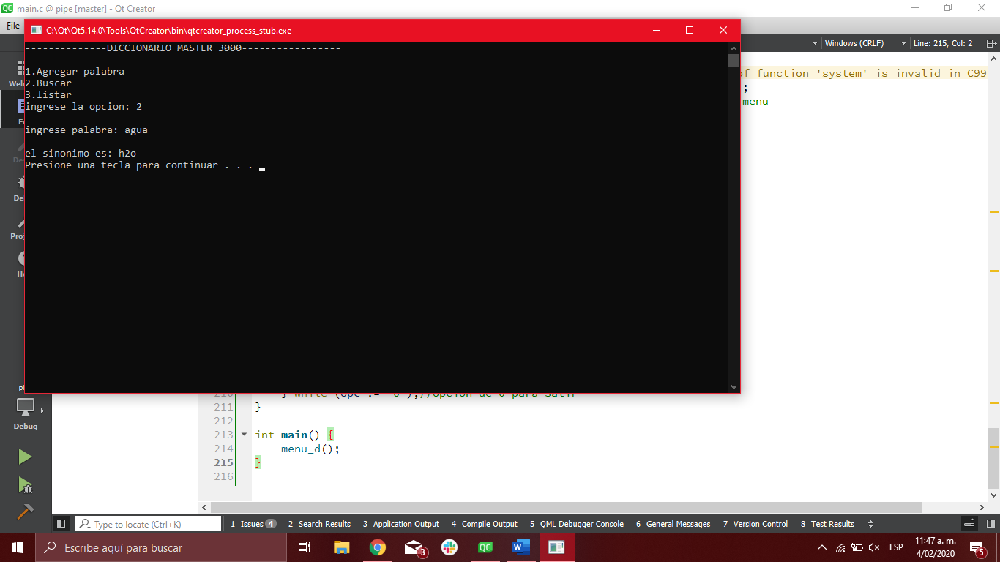 main.c @ pipe [master] - Qt Creator
File
C:\Qt\Qt5.14.0\Tools\QtCreator\bin\qtcreator_process_stub.exe
--------------DICCIONARIO MASTER 3000-----------------
1.Agregar palabra
2.Buscar
3.listar
ingrese la opcion: 2
ingrese palabra: agua
el sinonimo es: h2o
Presione una tecla para continuar . . .
Windows (CRLF)
Line: 215, Col: 2
of function 'system' is invalid in C99
;
menu
210 } while (opc != '0');//opcion de 0 para salir
211 }
212
213 int main() {
214 menu_d();
215 }
216
Debug
Type to locate (Ctrl+K)
1 Issues 4
2 Search Results
3 Application Output
4 Compile Output
5 QML Debugger Console
6 General Messages
7 Version Control
8 Test Results
Escribe aquí para buscar
3
QC
W
ESP
11:47 a. m.
4/02/2020
5